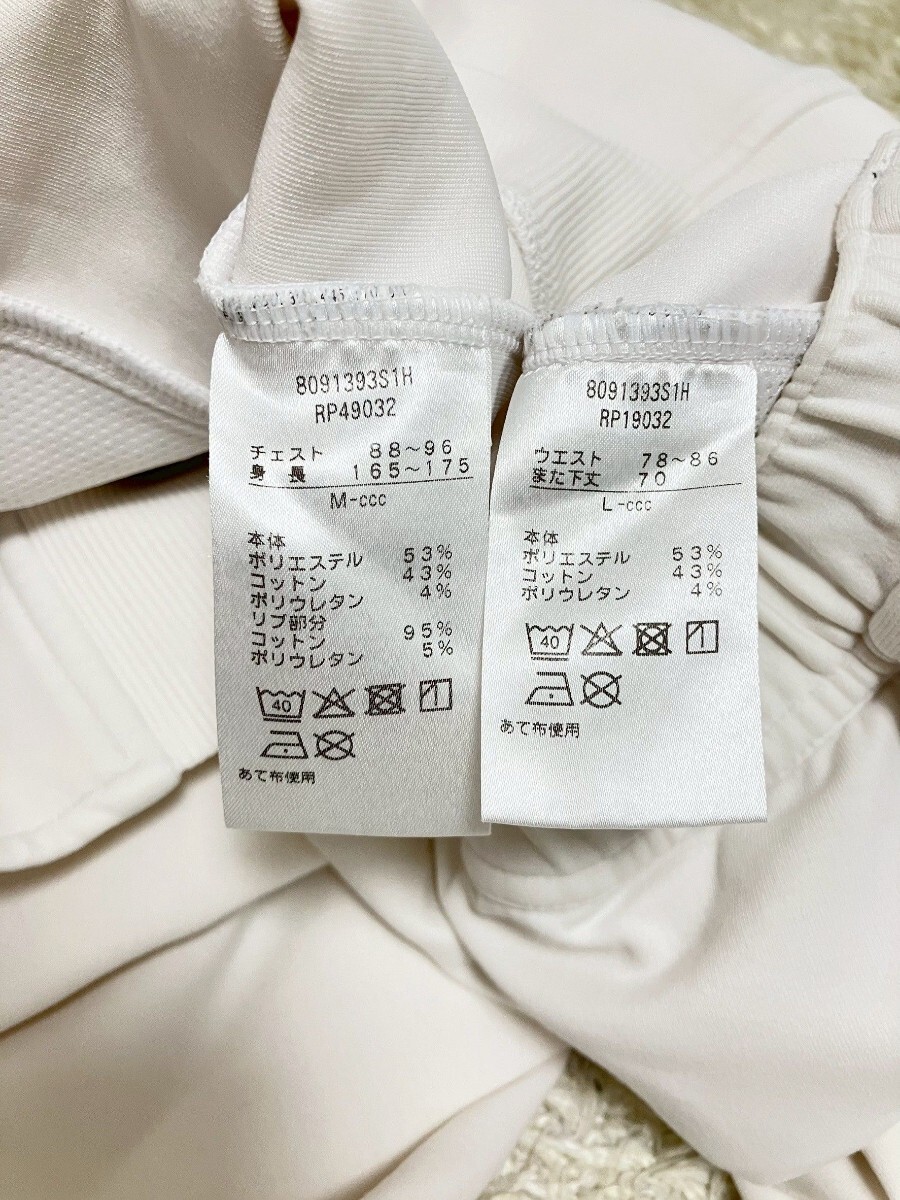 8091393S1H
RP49032
チェスト 88~96
身長 165~175
M-ccc
本体
ポリエステル 53%
コットン 43%
ポリウレタン 4%
リブ部分
コットン 95%
ポリウレタン 5%
40
あて布使用
8091393S1H
RP19032
ウエスト 78~86
また下丈 70
L-ccc
本体
ポリエステル 53%
コットン 43%
ポリウレタン 4%
40
あて布使用